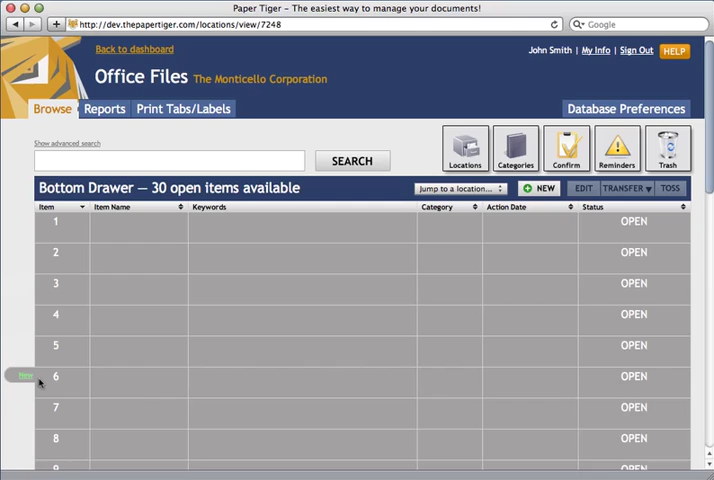 Paper Tiger - The easiest way to manage your documents!
http://dev.thepapertiger.com/locations/view/7248
Google
Back to dashboard
John Smith | My Info | Sign Out HELP
Office Files The Monticello Corporation
Browse Reports Print Tabs/Labels Database Preferences
Show advanced search
SEARCH
Locations Categories Confirm Reminders Trash
Bottom Drawer — 30 open items available Jump to a location... NEW EDIT TRANSFER TOSS
Item Item Name Keywords Category Action Date Status
1 OPEN
2 OPEN
3 OPEN
4 OPEN
5 OPEN
New 6 OPEN
7 OPEN
8 OPEN
9 OPEN